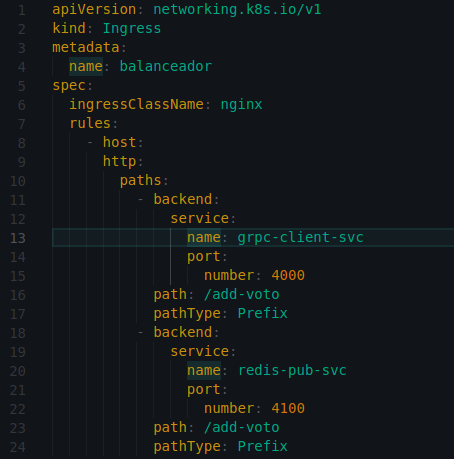 1 apiVersion: networking.k8s.io/v1
2 kind: Ingress
3 metadata:
4   name: balanceador
5 spec:
6   ingressClassName: nginx
7   rules:
8     - host:
9       http:
10         paths:
11           - backend:
12               service:
13                 name: grpc-client-svc
14                 port:
15                   number: 4000
16             path: /add-voto
17             pathType: Prefix
18           - backend:
19               service:
20                 name: redis-pub-svc
21                 port:
22                   number: 4100
23             path: /add-voto
24             pathType: Prefix